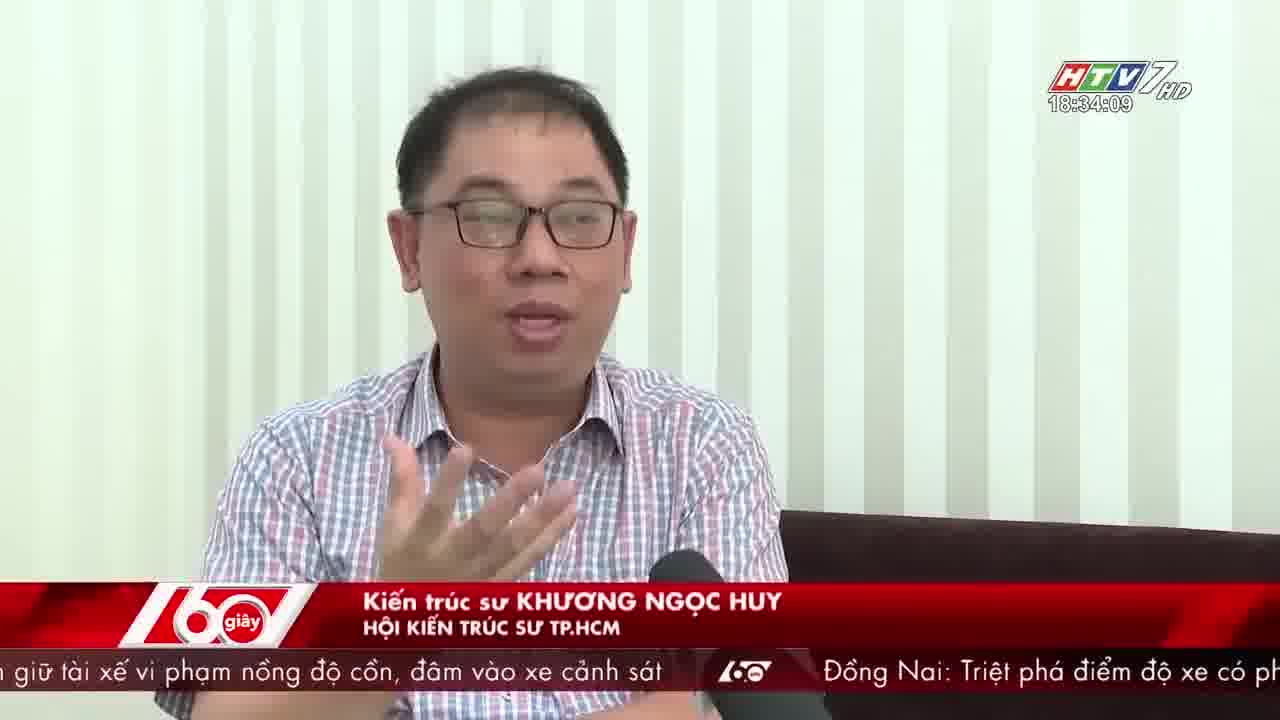 HTV7 HD
18:34:09
60 giây
Kiến trúc sư KHƯƠNG NGỌC HUY
HỘI KIẾN TRÚC SƯ TP.HCM
giữ tài xế vi phạm nồng độ cồn, đâm vào xe cảnh sát
60
Đồng Nai: Triệt phá điểm độ xe có